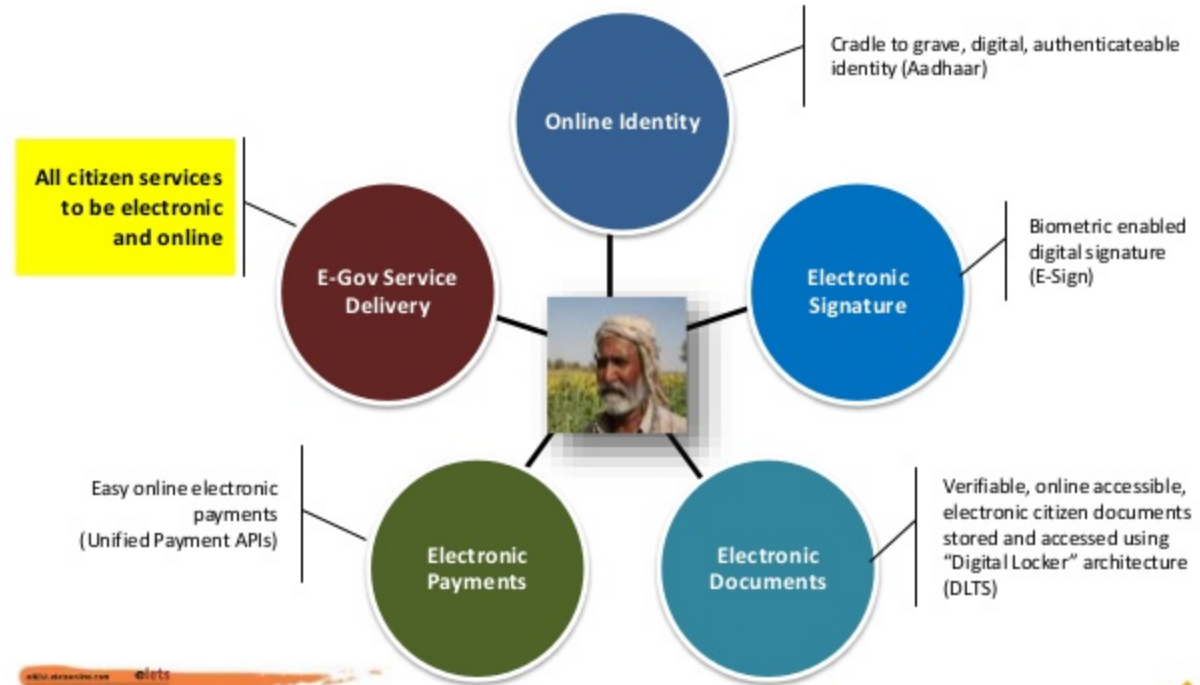 Online Identity
Cradle to grave, digital, authenticateable
identity (Aadhaar)
All citizen services
to be electronic
and online
E-Gov Service
Delivery
Electronic
Signature
Biometric enabled
digital signature
(E-Sign)
Easy online electronic
payments
(Unified Payment APIs)
Electronic
Payments
Electronic
Documents
Verifiable, online accessible,
electronic citizen documents
stored and accessed using
“Digital Locker” architecture
(DLTS)
elets